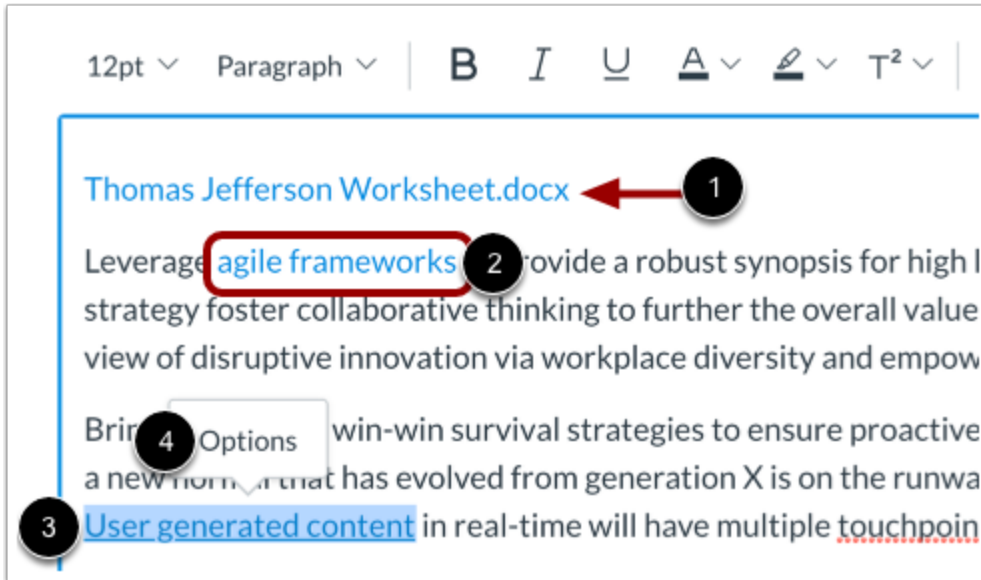 12pt Paragraph B I U A T²
Thomas Jefferson Worksheet.docx 1
Leverage agile frameworks 2 rovide a robust synopsis for high l
strategy foster collaborative thinking to further the overall value
view of disruptive innovation via workplace diversity and empow
Brin 4 Options win-win survival strategies to ensure proactive
a new normal that has evolved from generation X is on the runwa
3 User generated content in real-time will have multiple touchpoin